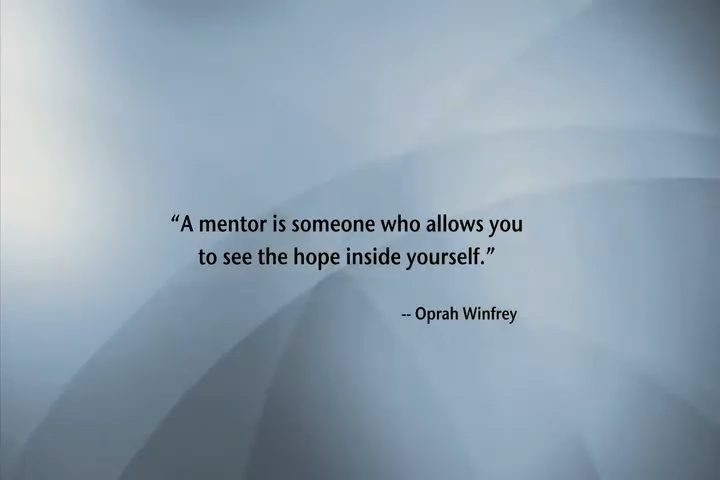 “A mentor is someone who allows you
to see the hope inside yourself.”
-- Oprah Winfrey